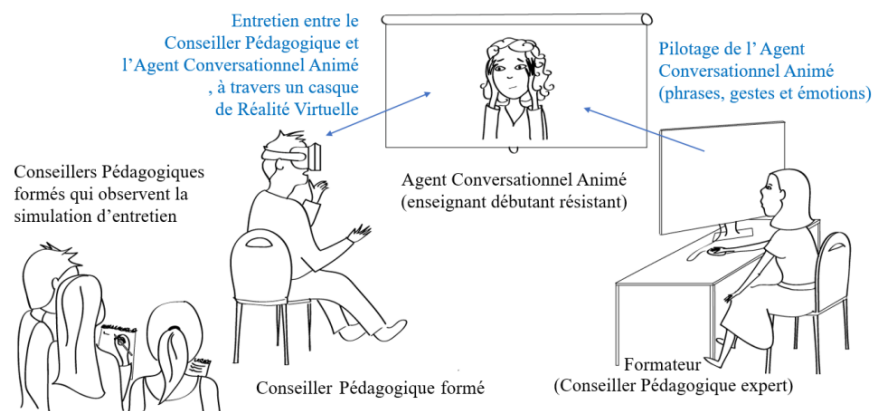 Entretien entre le
Conseiller Pédagogique et
l'Agent Conversationnel Animé
, à travers un casque
de Réalité Virtuelle
Pilotage de l'Agent
Conversationnel Animé
(phrases, gestes et émotions)
Conseillers Pédagogiques
formés qui observent la
simulation d'entretien
Agent Conversationnel Animé
(enseignant débutant résistant)
Conseiller Pédagogique formé
Formateur
(Conseiller Pédagogique expert)